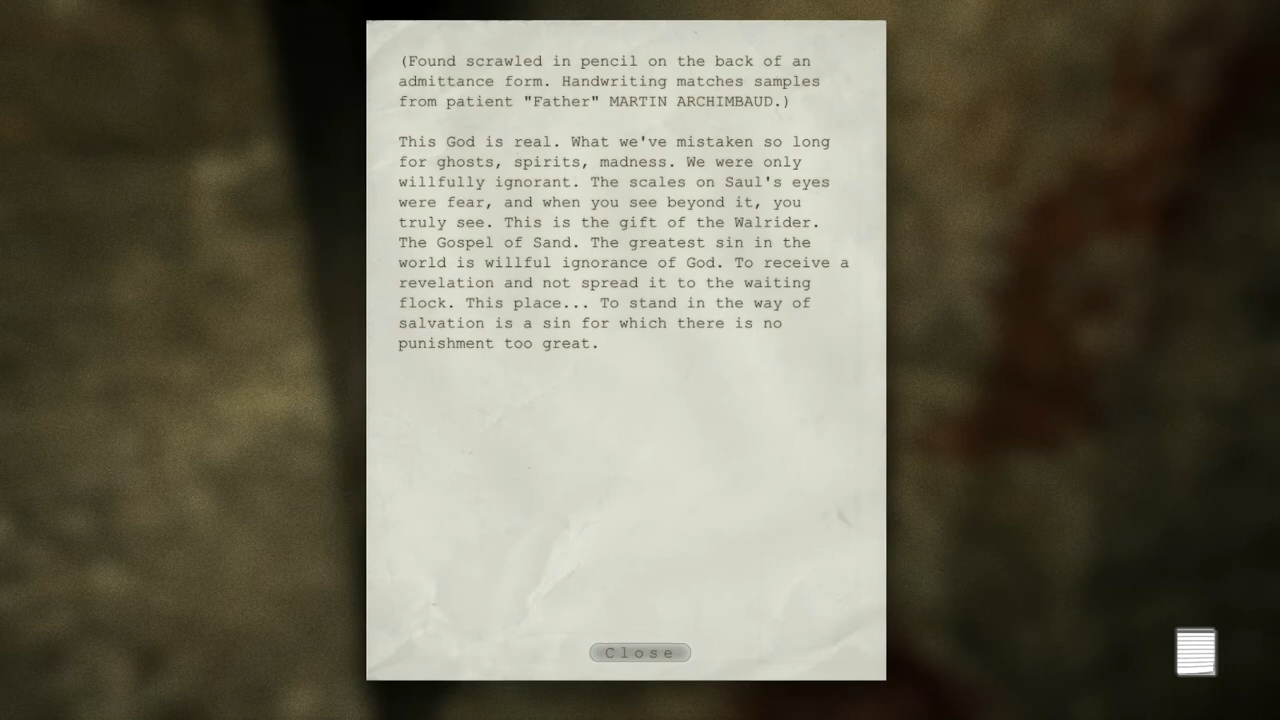 (Found scrawled in pencil on the back of an
admittance form. Handwriting matches samples
from patient "Father" MARTIN ARCHIMBAUD.)
This God is real. What we've mistaken so long
for ghosts, spirits, madness. We were only
willfully ignorant. The scales on Saul's eyes
were fear, and when you see beyond it, you
truly see. This is the gift of the Walrider.
The Gospel of Sand. The greatest sin in the
world is willful ignorance of God. To receive a
revelation and not spread it to the waiting
flock. This place... To stand in the way of
salvation is a sin for which there is no
punishment too great.
Close